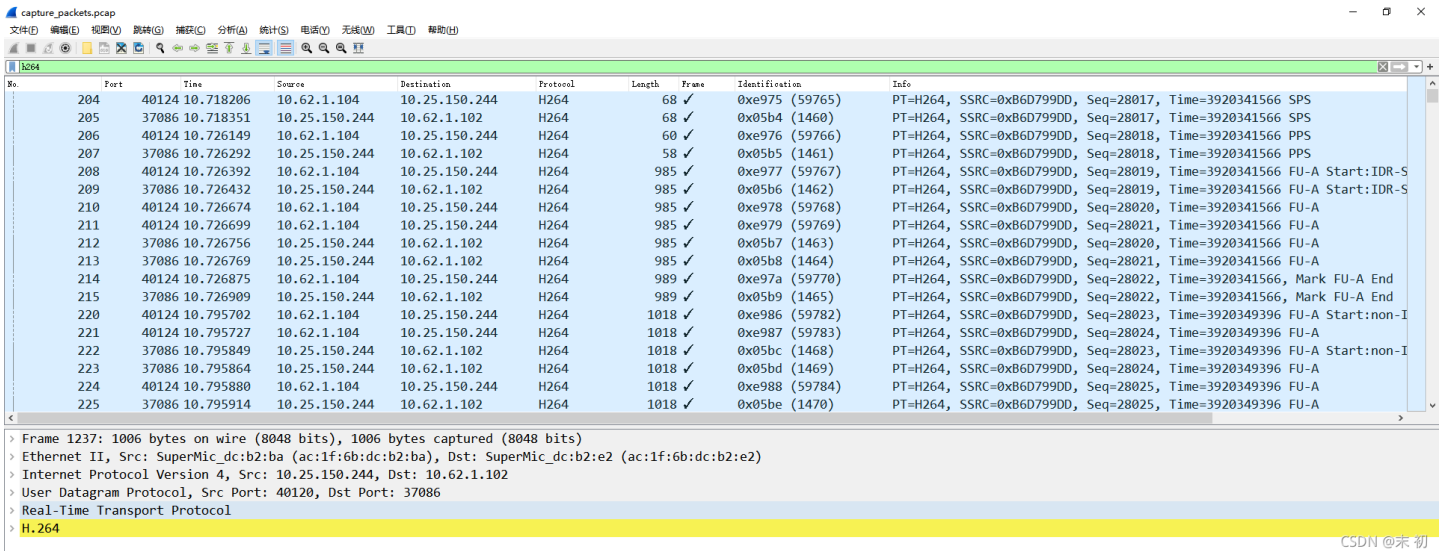 capture_packets.pcap
文件(F) 编辑(E) 视图(V) 跳转(G) 捕获(C) 分析(A) 统计(S) 电话(Y) 无线(W) 工具(T) 帮助(H)
h264
No. Port Time Source Destination Protocol Length Frame Identification Info
204 40124 10.718206 10.62.1.104 10.25.150.244 H264 68 ✓ 0xe975 (59765) PT=H264, SSRC=0xB6D799DD, Seq=28017, Time=3920341566 SPS
205 37086 10.718351 10.25.150.244 10.62.1.102 H264 68 ✓ 0x05b4 (1460) PT=H264, SSRC=0xB6D799DD, Seq=28017, Time=3920341566 SPS
206 40124 10.726149 10.62.1.104 10.25.150.244 H264 60 ✓ 0xe976 (59766) PT=H264, SSRC=0xB6D799DD, Seq=28018, Time=3920341566 PPS
207 37086 10.726292 10.25.150.244 10.62.1.102 H264 58 ✓ 0x05b5 (1461) PT=H264, SSRC=0xB6D799DD, Seq=28018, Time=3920341566 PPS
208 40124 10.726392 10.62.1.104 10.25.150.244 H264 985 ✓ 0xe977 (59767) PT=H264, SSRC=0xB6D799DD, Seq=28019, Time=3920341566 FU-A Start:IDR-S
209 37086 10.726432 10.25.150.244 10.62.1.102 H264 985 ✓ 0x05b6 (1462) PT=H264, SSRC=0xB6D799DD, Seq=28019, Time=3920341566 FU-A Start:IDR-S
210 40124 10.726674 10.62.1.104 10.25.150.244 H264 985 ✓ 0xe978 (59768) PT=H264, SSRC=0xB6D799DD, Seq=28020, Time=3920341566 FU-A
211 40124 10.726699 10.62.1.104 10.25.150.244 H264 985 ✓ 0xe979 (59769) PT=H264, SSRC=0xB6D799DD, Seq=28021, Time=3920341566 FU-A
212 37086 10.726756 10.25.150.244 10.62.1.102 H264 985 ✓ 0x05b7 (1463) PT=H264, SSRC=0xB6D799DD, Seq=28020, Time=3920341566 FU-A
213 37086 10.726769 10.25.150.244 10.62.1.102 H264 985 ✓ 0x05b8 (1464) PT=H264, SSRC=0xB6D799DD, Seq=28021, Time=3920341566 FU-A
214 40124 10.726875 10.62.1.104 10.25.150.244 H264 989 ✓ 0xe97a (59770) PT=H264, SSRC=0xB6D799DD, Seq=28022, Time=3920341566, Mark FU-A End
215 37086 10.726909 10.25.150.244 10.62.1.102 H264 989 ✓ 0x05b9 (1465) PT=H264, SSRC=0xB6D799DD, Seq=28022, Time=3920341566, Mark FU-A End
220 40124 10.795702 10.62.1.104 10.25.150.244 H264 1018 ✓ 0xe986 (59782) PT=H264, SSRC=0xB6D799DD, Seq=28023, Time=3920349396 FU-A Start:non-I
221 40124 10.795727 10.62.1.104 10.25.150.244 H264 1018 ✓ 0xe987 (59783) PT=H264, SSRC=0xB6D799DD, Seq=28024, Time=3920349396 FU-A
222 37086 10.795849 10.25.150.244 10.62.1.102 H264 1018 ✓ 0x05bc (1468) PT=H264, SSRC=0xB6D799DD, Seq=28023, Time=3920349396 FU-A Start:non-I
223 37086 10.795864 10.25.150.244 10.62.1.102 H264 1018 ✓ 0x05bd (1469) PT=H264, SSRC=0xB6D799DD, Seq=28024, Time=3920349396 FU-A
224 40124 10.795880 10.62.1.104 10.25.150.244 H264 1018 ✓ 0xe988 (59784) PT=H264, SSRC=0xB6D799DD, Seq=28025, Time=3920349396 FU-A
225 37086 10.795914 10.25.150.244 10.62.1.102 H264 1018 ✓ 0x05be (1470) PT=H264, SSRC=0xB6D799DD, Seq=28025, Time=3920349396 FU-A
Frame 1237: 1006 bytes on wire (8048 bits), 1006 bytes captured (8048 bits)
Ethernet II, Src: SuperMic_dc:b2:ba (ac:1f:6b:dc:b2:ba), Dst: SuperMic_dc:b2:e2 (ac:1f:6b:dc:b2:e2)
Internet Protocol Version 4, Src: 10.25.150.244, Dst: 10.62.1.102
User Datagram Protocol, Src Port: 40120, Dst Port: 37086
Real-Time Transport Protocol
H.264
CSDN @末 初